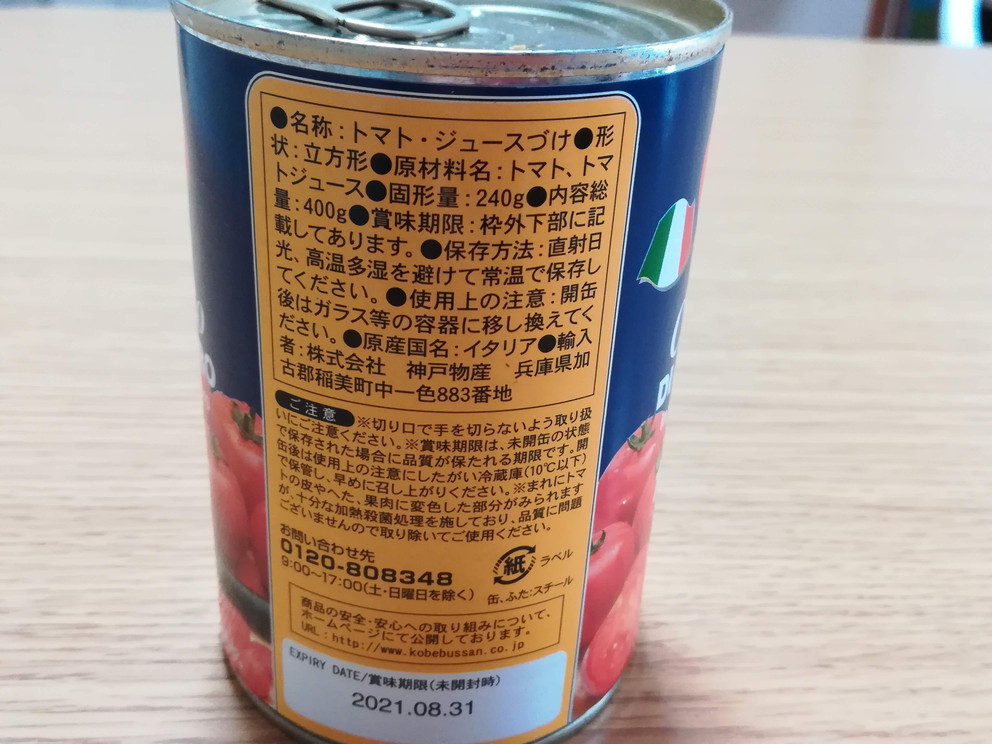 ●名称：トマト・ジュースづけ●形
状：立方形●原材料名：トマト、トマ
トジュース●固形量：240g●内容総
量：400g●賞味期限：枠外下部に記
載してあります。●保存方法：直射日
光、高温多湿を避けて常温で保存し
てください。●使用上の注意：開缶
後はガラス等の容器に移し換えてく
ださい。●原産国名：イタリア●輸入
者：株式会社　神戸物産　兵庫県加
古郡稲美町中一色883番地
ご注意 ※切り口で手を切らないよう取り扱
いにご注意ください。※賞味期限は、未開缶の状態
で保存された場合に品質が保たれる期限です。開
缶後は使用上の注意にしたがい冷蔵庫(10℃以下)
で保管し、早めに召し上がりください。※まれにトマ
トの皮やへた、果肉に変色した部分がみられます
が、十分な加熱殺菌処理を施しており、品質に問題
ございませんので取り除いてご使用ください。
お問い合わせ先
0120-808348
9:00〜17:00(土・日曜日を除く)
紙 ラベル
缶、ふた：スチール
商品の安全・安心への取り組みについて、
ホームページにて公開しております。
URL：http://www.kobebussan.co.jp
EXPIRY DATE/賞味期限(未開封時)
2021.08.31